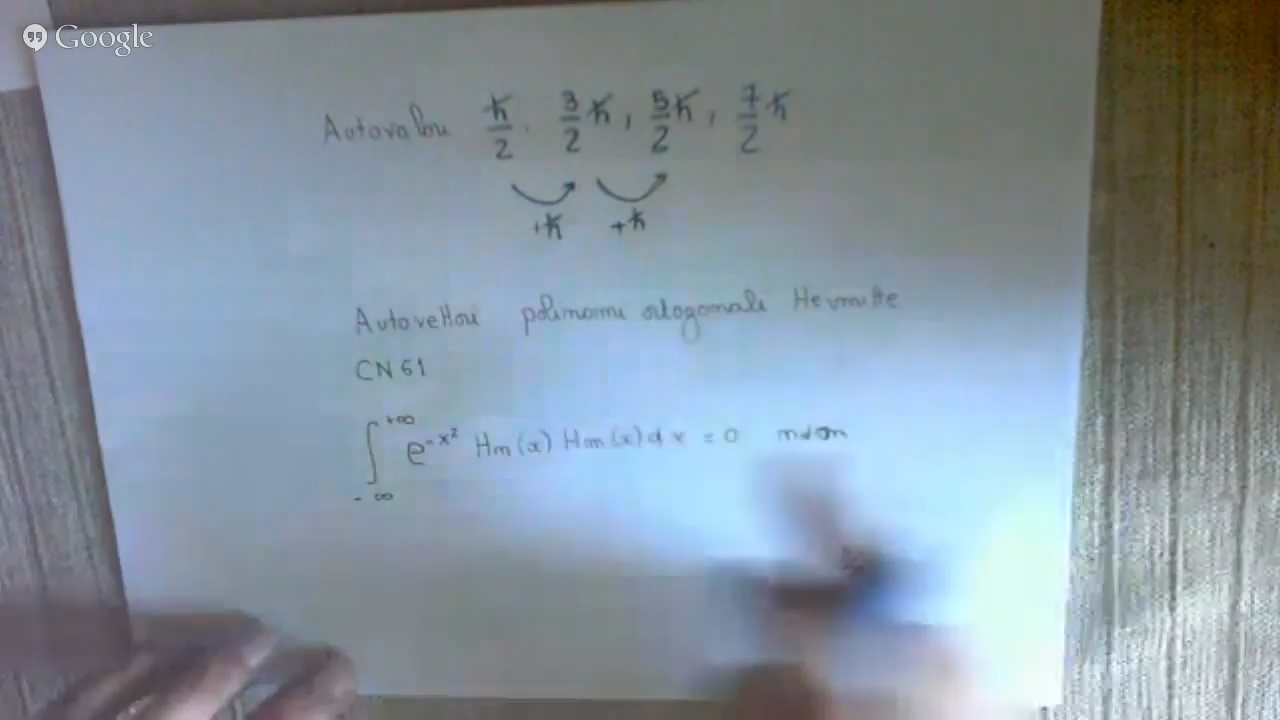 Google
Autovalori ℏ/2, 3/2 ℏ, 5/2 ℏ, 7/2 ℏ
+ℏ +ℏ
Autovettori polinomi ortogonali Hermite
CN 61
∫_{-∞}^{+∞} e^{-x²} Hn(x) Hm(x) dx = 0